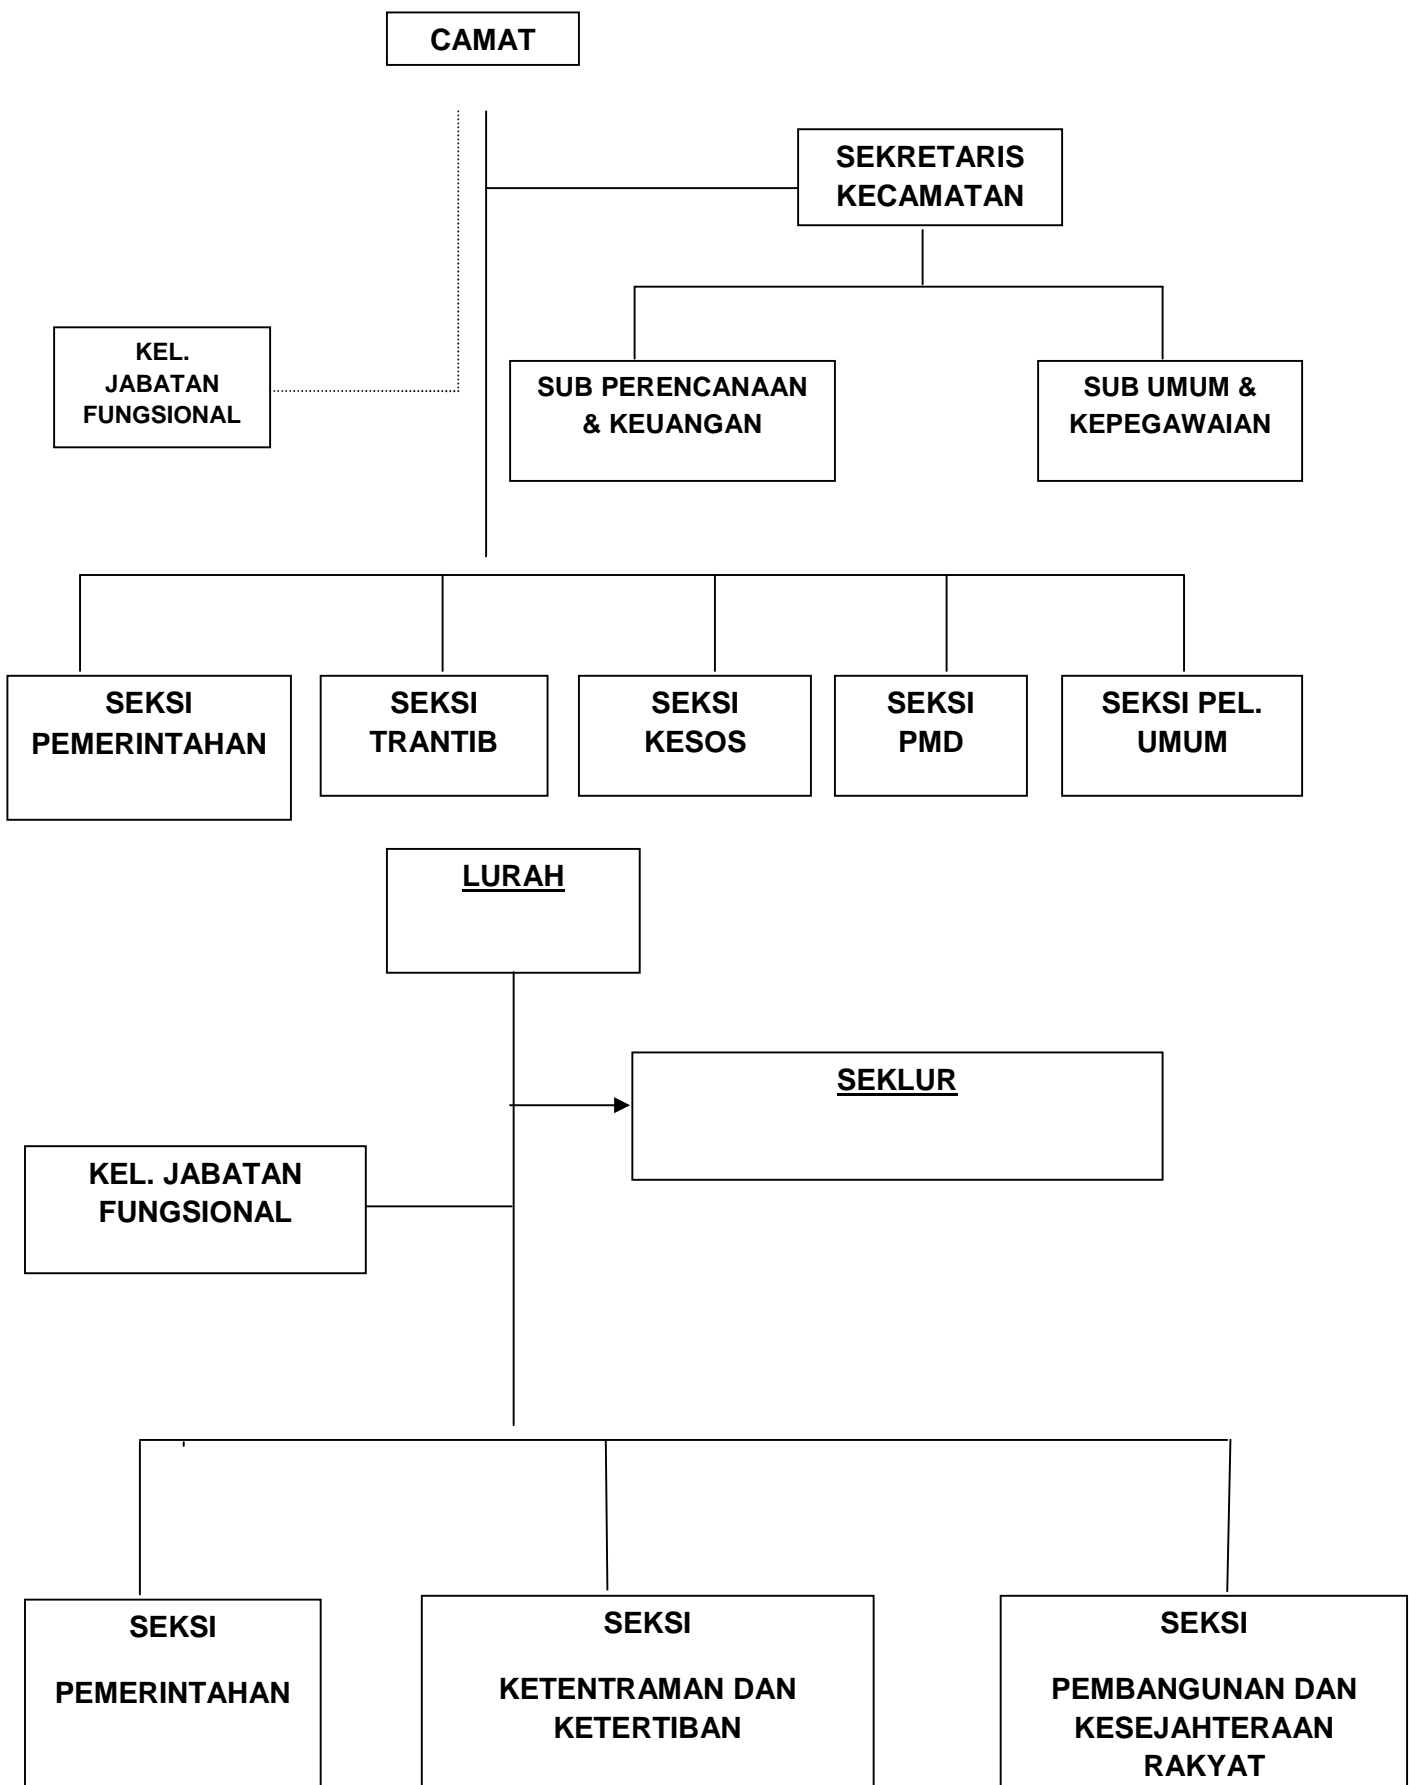 CAMAT
SEKRETARIS
KECAMATAN
KEL.
JABATAN
FUNGSIONAL
SUB PERENCANAAN
& KEUANGAN
SUB UMUM &
KEPEGAWAIAN
SEKSI
PEMERINTAHAN
SEKSI
TRANTIB
SEKSI
KESOS
SEKSI
PMD
SEKSI PEL.
UMUM
LURAH
SEKLUR
KEL. JABATAN
FUNGSIONAL
SEKSI
PEMERINTAHAN
SEKSI
KETENTRAMAN DAN
KETERTIBAN
SEKSI
PEMBANGUNAN DAN
KESEJAHTERAAN
RAKYAT